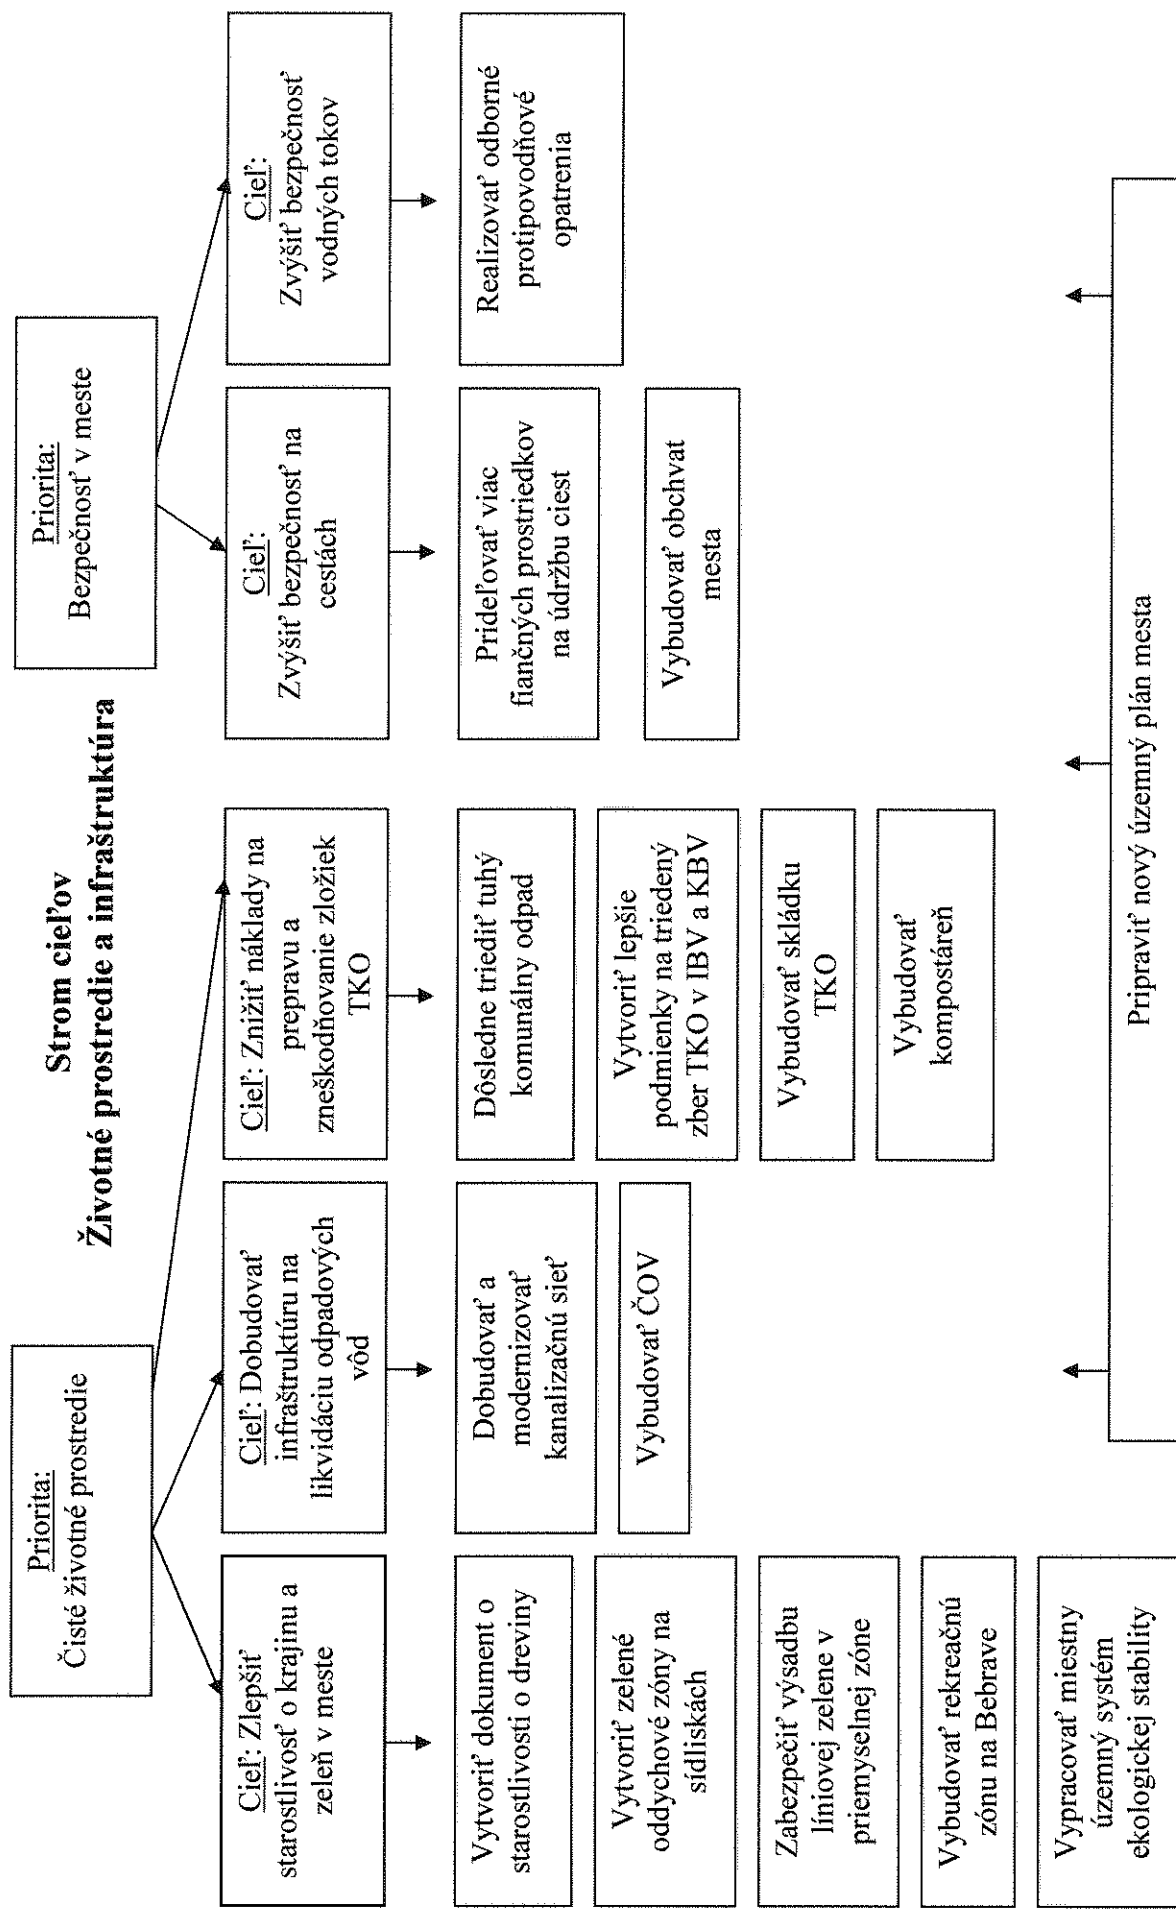 Strom cieľov
Životné prostredie a infraštruktúra
Priorita:
Čisté životné prostredie
Priorita:
Bezpečnosť v meste
Cieľ: Zlepšiť
starostlivosť o krajinu a
zeleň v meste
Cieľ: Dobudovať
infraštruktúru na
likvidáciu odpadových
vôd
Cieľ: Znížiť náklady na
prepravu a
zneškodňovanie zložiek
TKO
Cieľ:
Zvýšiť bezpečnosť na
cestách
Cieľ:
Zvýšiť bezpečnosť
vodných tokov
Vytvoriť dokument o
starostlivosti o dreviny
Vytvoriť zelené
oddychové zóny na
sídliskách
Zabezpečiť výsadbu
líniovej zelene v
priemyselnej zóne
Vybudovať rekreačnú
zónu na Bebrave
Vypracovať miestny
územný systém
ekologickej stability
Dobudovať a
modernizovať
kanalizačnú sieť
Vybudovať ČOV
Dôsledne triediť tuhý
komunálny odpad
Vytvoriť lepšie
podmienky na triedený
zber TKO v IBV a KBV
Vybudovať skládku
TKO
Vybudovať
kompostáreň
Prideľovať viac
fiančných prostriedkov
na údržbu ciest
Vybudovať obchvat
mesta
Realizovať odborné
protipovodňové
opatrenia
Pripraviť nový územný plán mesta